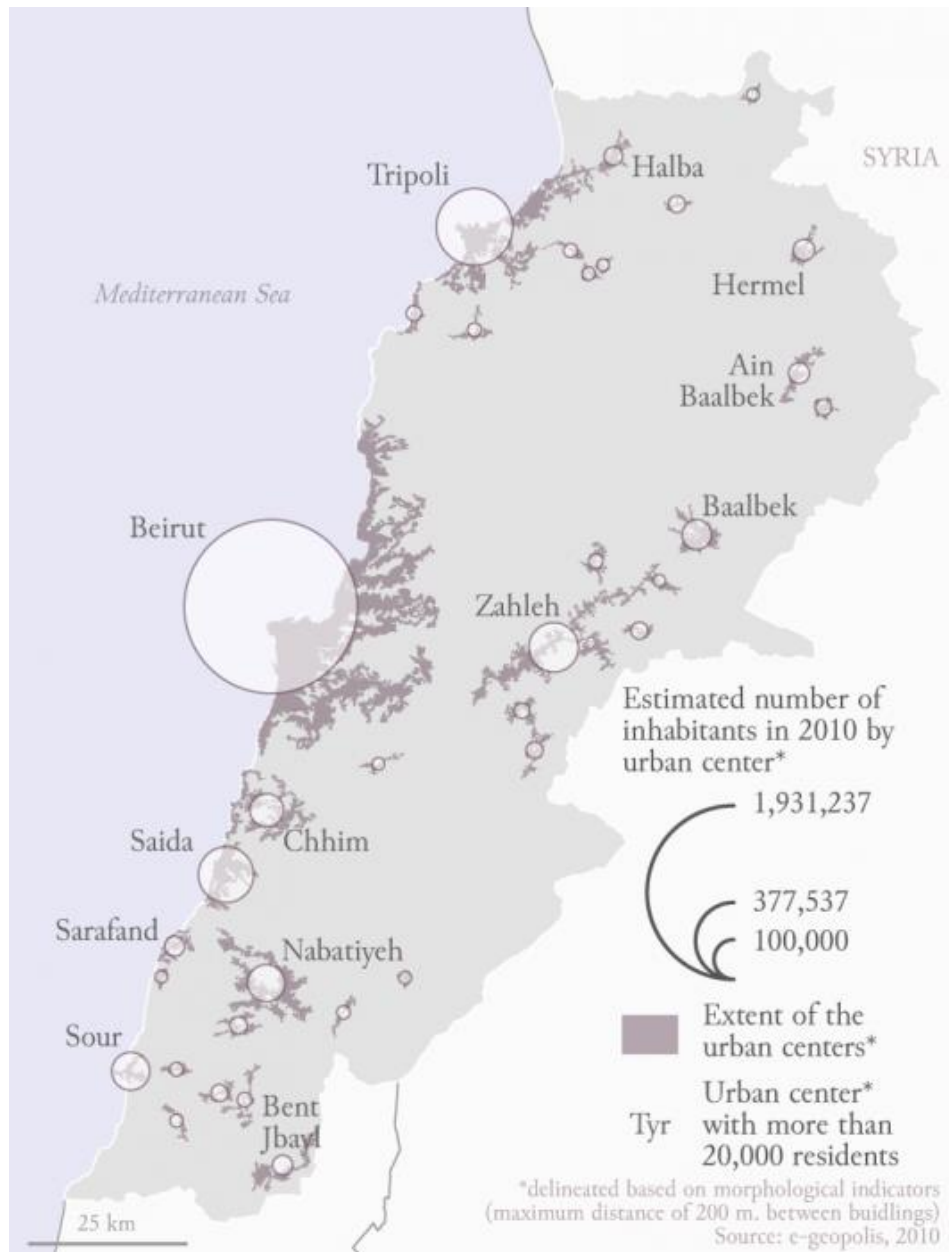 SYRIA
Halba
Tripoli
Hermel
Mediterranean Sea
Ain
Baalbek
Baalbek
Beirut
Zahleh
Estimated number of
inhabitants in 2010 by
urban center*
1,931,237
377,537
100,000
Chhim
Saida
Sarafand
Nabatiyeh
Extent of the
urban centers*
Sour
Urban center*
Tyr with more than
20,000 residents
Bent
Jbayl
*delineated based on morphological indicators
(maximum distance of 200 m. between buidlings)
Source: e-geopolis, 2010
25 km